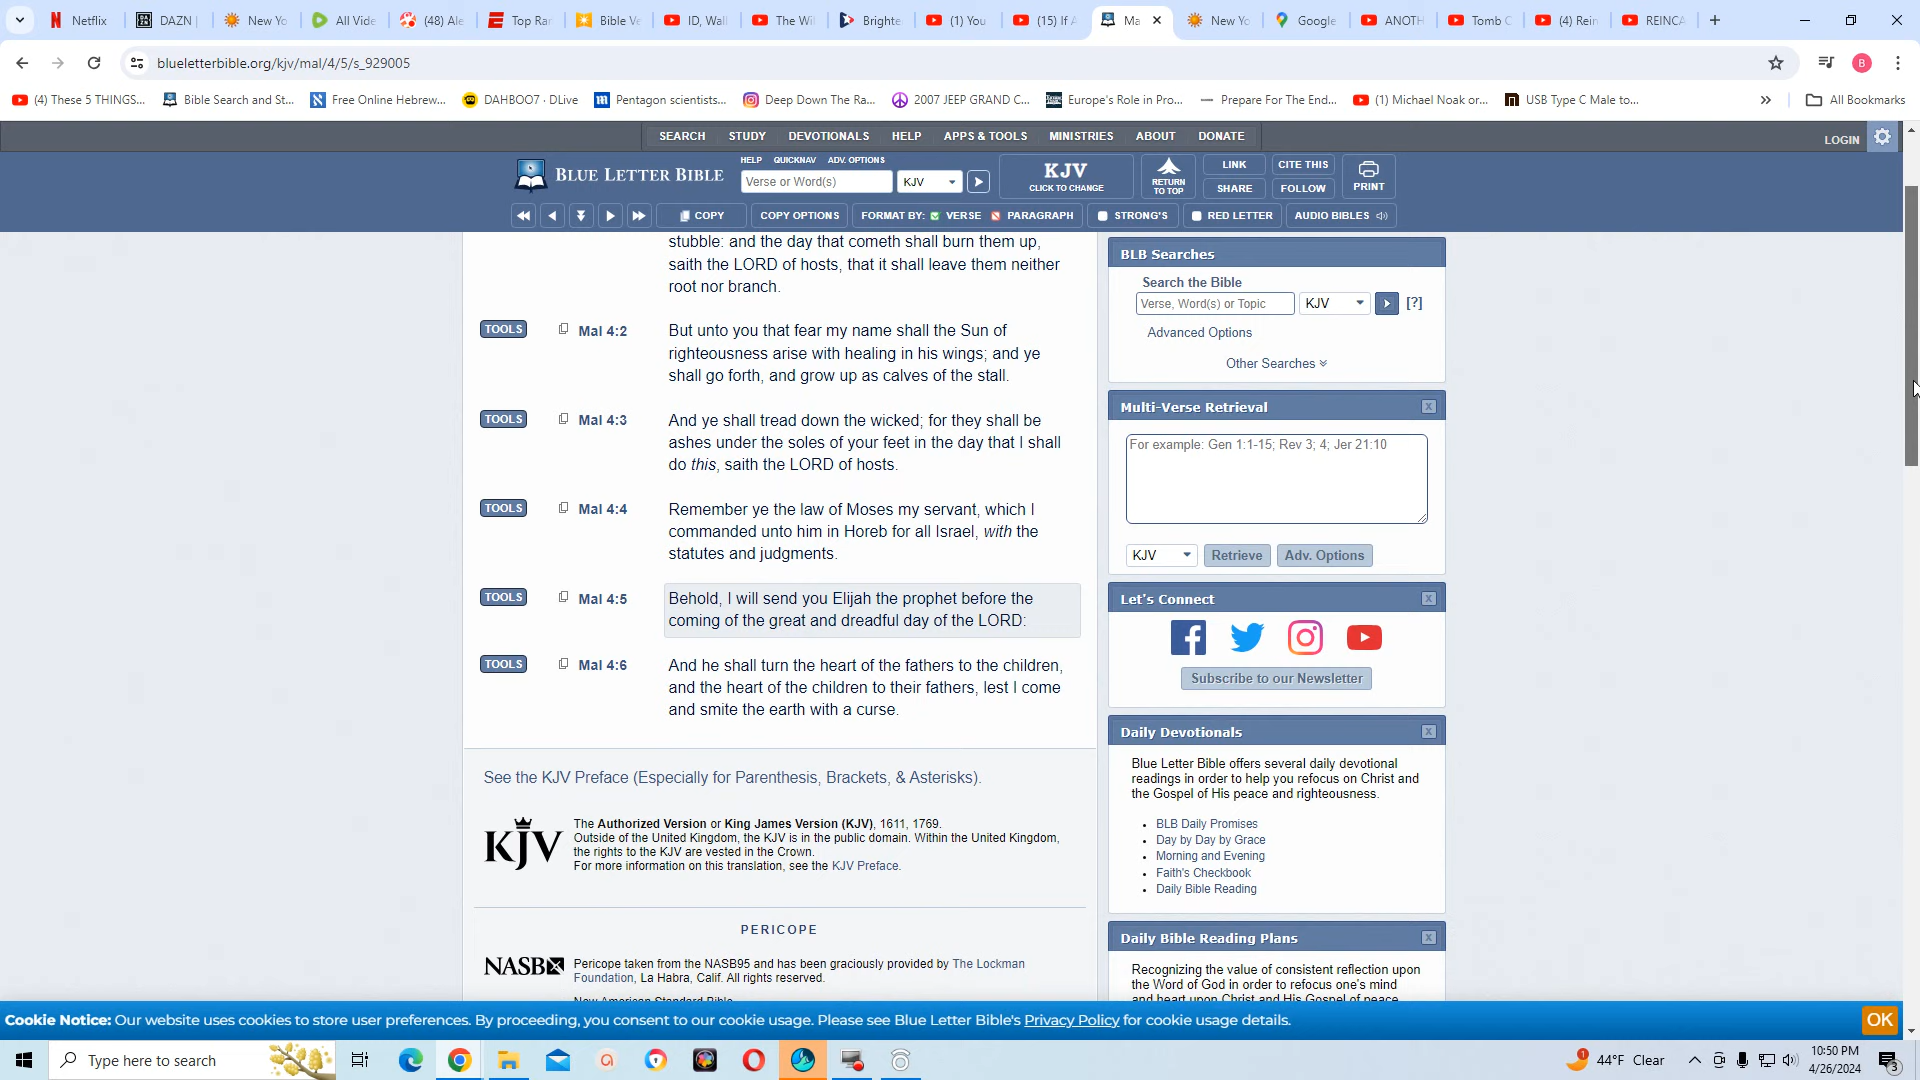 Netflix
DAZN
New Yo
All Vide
(48) Ale
Top Ra
Bible Ve
ID, Wal
The Wi
Brighte
(1) You
(15) If A
Ma
New Yo
Google
ANOTH
Tomb C
(4) Rein
REINCA
blueletterbible.org/kjv/mal/4/5/s_929005
B
(4) These 5 THINGS...
Bible Search and St...
Free Online Hebrew...
DAHBOO7 · DLive
Pentagon scientists...
Deep Down The Ra...
2007 JEEP GRAND C...
Europe's Role in Pro...
Prepare For The End...
(1) Michael Noak or...
USB Type C Male to...
All Bookmarks
SEARCH STUDY DEVOTIONALS HELP APPS & TOOLS MINISTRIES ABOUT DONATE
LOGIN
BLUE LETTER BIBLE
HELP QUICKNAV ADV. OPTIONS
Verse or Word(s)
KJV
KJV
CLICK TO CHANGE
RETURN
TO TOP
LINK
CITE THIS
SHARE
FOLLOW
PRINT
COPY
COPY OPTIONS
FORMAT BY: VERSE PARAGRAPH
STRONG'S
RED LETTER
AUDIO BIBLES
stubble: and the day that cometh shall burn them up,
saith the LORD of hosts, that it shall leave them neither
root nor branch.
TOOLS Mal 4:2 But unto you that fear my name shall the Sun of
righteousness arise with healing in his wings; and ye
shall go forth, and grow up as calves of the stall.
TOOLS Mal 4:3 And ye shall tread down the wicked; for they shall be
ashes under the soles of your feet in the day that I shall
do this, saith the LORD of hosts.
TOOLS Mal 4:4 Remember ye the law of Moses my servant, which I
commanded unto him in Horeb for all Israel, with the
statutes and judgments.
TOOLS Mal 4:5 Behold, I will send you Elijah the prophet before the
coming of the great and dreadful day of the LORD:
TOOLS Mal 4:6 And he shall turn the heart of the fathers to the children,
and the heart of the children to their fathers, lest I come
and smite the earth with a curse.
See the KJV Preface (Especially for Parenthesis, Brackets, & Asterisks).
KJV
The Authorized Version or King James Version (KJV), 1611, 1769.
Outside of the United Kingdom, the KJV is in the public domain. Within the United Kingdom,
the rights to the KJV are vested in the Crown.
For more information on this translation, see the KJV Preface.
PERICOPE
NASB
Pericope taken from the NASB95 and has been graciously provided by The Lockman
Foundation, La Habra, Calif. All rights reserved.
New American Standard Bible
BLB Searches
Search the Bible
Verse, Word(s) or Topic
KJV
[?]
Advanced Options
Other Searches
Multi-Verse Retrieval
x
For example: Gen 1:1-15; Rev 3; 4; Jer 21:10
KJV
Retrieve
Adv. Options
Let's Connect
x
Subscribe to our Newsletter
Daily Devotionals
x
Blue Letter Bible offers several daily devotional
readings in order to help you refocus on Christ and
the Gospel of His peace and righteousness.
BLB Daily Promises
Day by Day by Grace
Morning and Evening
Faith's Checkbook
Daily Bible Reading
Daily Bible Reading Plans
x
Recognizing the value of consistent reflection upon
the Word of God in order to refocus one's mind
and heart upon Christ and His Gospel of peace
Cookie Notice: Our website uses cookies to store user preferences. By proceeding, you consent to our cookie usage. Please see Blue Letter Bible's Privacy Policy for cookie usage details.
OK
Type here to search
1
44°F Clear
10:50 PM
4/26/2024
3